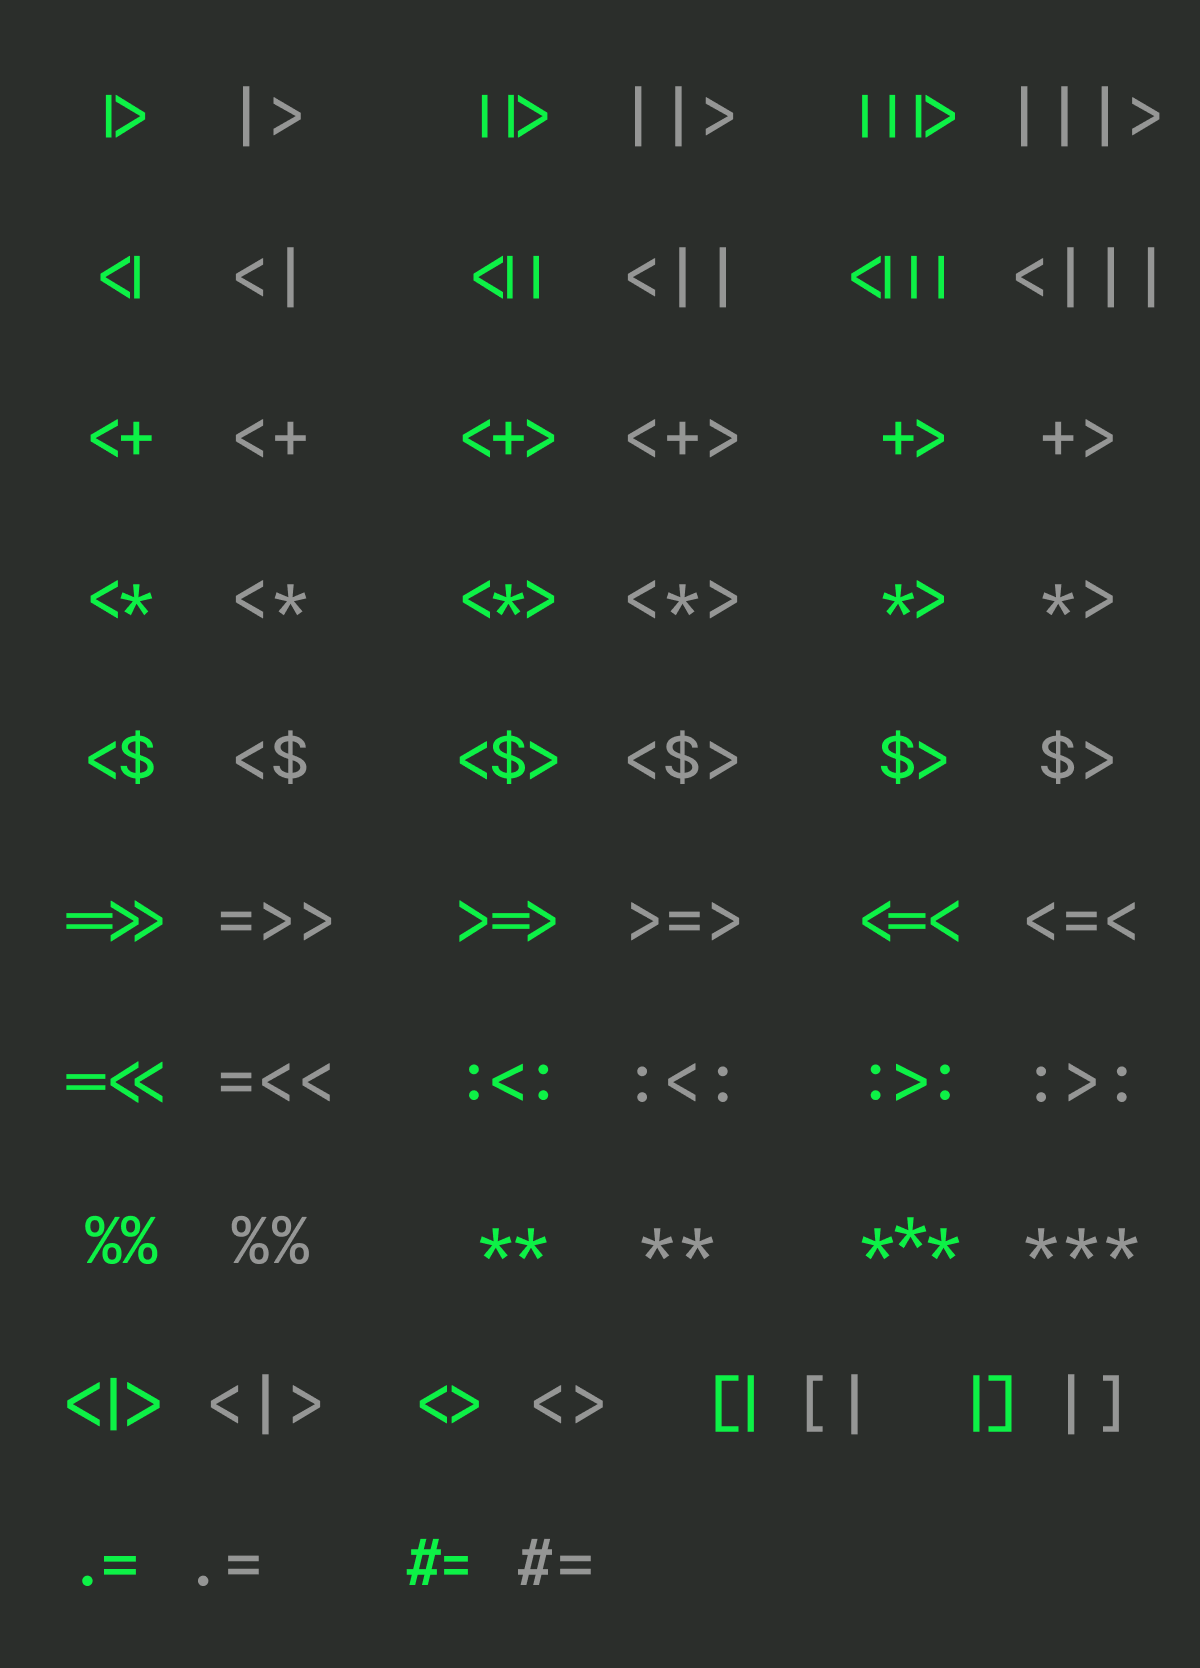 |> |> ||> ||> |||> |||>
<| <| <|| <|| <||| <|||
<+ <+ <+> <+> +> +>
<* <* <*> <*> *> *>
<$ <$ <$> <$> $> $>
=>> =>> >=> >=> <=< <=<
=<< =<< :<: :<: :>: :>:
%% %% ** ** *** ***
<|> <|> <> <> [| [| |] |]
.= .= #= #=